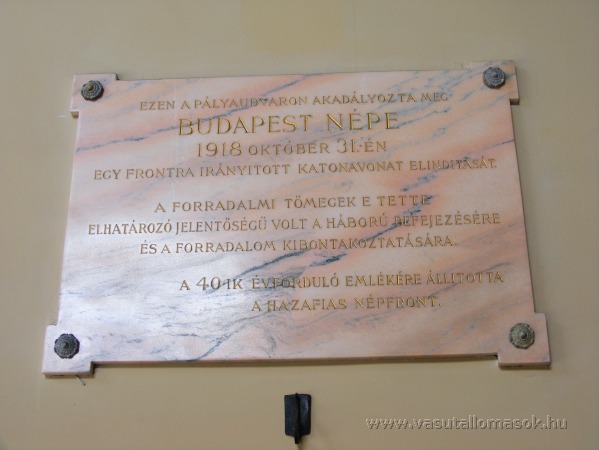 EZEN A PÁLYAUDVARON AKADÁLYOZTA MEG
BUDAPEST NÉPE
1918 OKTÓBER 31.-ÉN
EGY FRONTRA IRÁNYITOTT KATONAVONAT ELINDITÁSÁT.
A FORRADALMI TÖMEGEK E TETTE
ELHATÁROZÓ JELENTŐSÉGÜ VOLT A HÁBORÚ BEFEJEZÉSÉRE
ÉS A FORRADALOM KIBONTAKOZTATÁSÁRA.
A 40-IK ÉVFORDULÓ EMLÉKÉRE ÁLLITOTTA
A HAZAFIAS NÉPFRONT.
www.vasutallomasok.hu